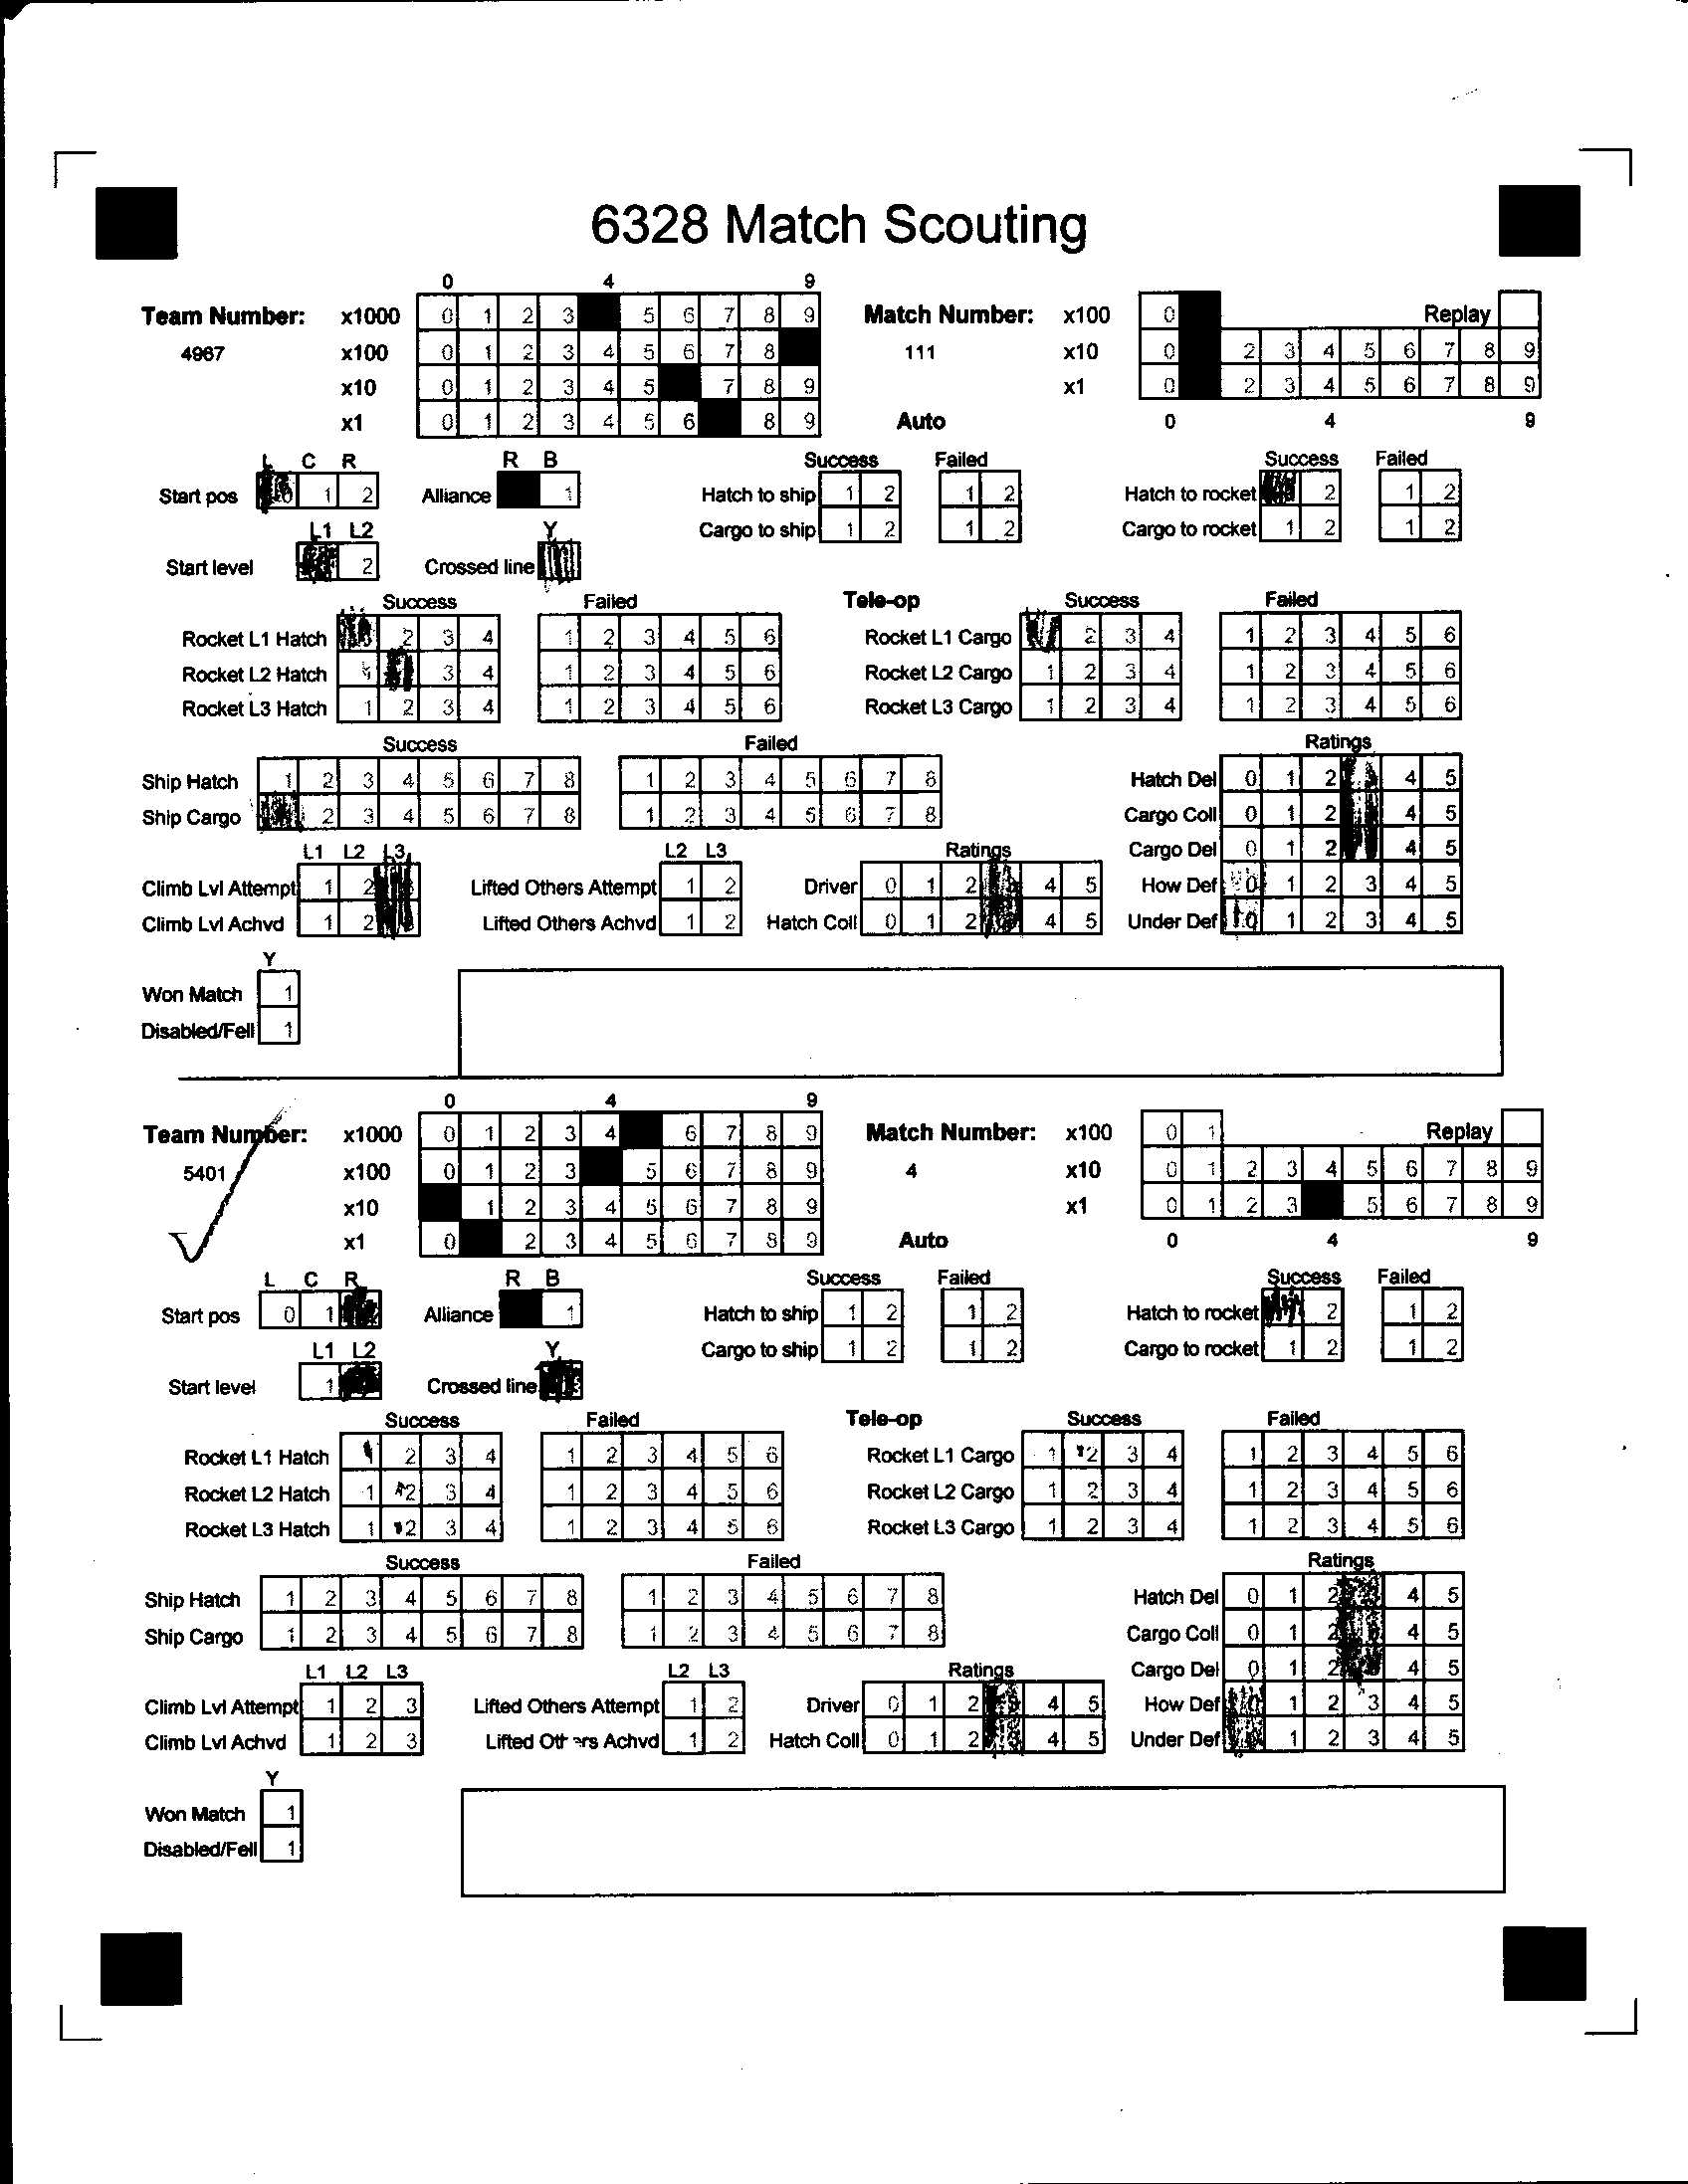 6328 Match Scouting
0 4 9
Team Number: x1000 0 1 2 3 5 6 7 8 9 Match Number: x100 0 Replay
4967 x100 0 1 2 3 4 5 6 7 8 111 x10 0 2 3 4 5 6 7 8 9
x10 0 1 2 3 4 5 7 8 9 x1 0 2 3 4 5 6 7 8 9
x1 0 1 2 3 4 5 6 8 9 Auto 0 4 9
L C R R B Success Failed Success Failed
Start pos 0 1 2 Alliance 1 Hatch to ship 1 2 1 2 Hatch to rocket 2 1 2
L1 L2 Y Cargo to ship 1 2 1 2 Cargo to rocket 1 2 1 2
Start level 2 Crossed line
Success Failed Tele-op Success Failed
Rocket L1 Hatch 2 3 4 1 2 3 4 5 6 Rocket L1 Cargo 2 3 4 1 2 3 4 5 6
Rocket L2 Hatch 1 3 4 1 2 3 4 5 6 Rocket L2 Cargo 1 2 3 4 1 2 3 4 5 6
Rocket L3 Hatch 1 2 3 4 1 2 3 4 5 6 Rocket L3 Cargo 1 2 3 4 1 2 3 4 5 6
Success Failed Ratings
Ship Hatch 1 2 3 4 5 6 7 8 1 2 3 4 5 6 7 8 Hatch Del 0 1 2 4 5
Ship Cargo 2 3 4 5 6 7 8 1 2 3 4 5 6 7 8 Cargo Coll 0 1 2 4 5
L1 L2 L3 L2 L3 Ratings Cargo Del 0 1 2 4 5
Climb Lvl Attempt 1 2 Lifted Others Attempt 1 2 Driver 0 1 2 4 5 How Def 0 1 2 3 4 5
Climb Lvl Achvd 1 2 Lifted Others Achvd 1 2 Hatch Coll 0 1 2 4 5 Under Def 0 1 2 3 4 5
Y
Won Match 1
Disabled/Fell 1
0 4 9
Team Number: x1000 0 1 2 3 4 6 7 8 9 Match Number: x100 0 1 Replay
5401 x100 0 1 2 3 5 6 7 8 9 4 x10 0 1 2 3 4 5 6 7 8 9
x10 1 2 3 4 5 6 7 8 9 x1 0 1 2 3 5 6 7 8 9
x1 0 2 3 4 5 6 7 8 9 Auto 0 4 9
L C R R B Success Failed Success Failed
Start pos 0 1 Alliance 1 Hatch to ship 1 2 1 2 Hatch to rocket 2 1 2
L1 L2 Y Cargo to ship 1 2 1 2 Cargo to rocket 1 2 1 2
Start level 1 Crossed line
Success Failed Tele-op Success Failed
Rocket L1 Hatch 2 3 4 1 2 3 4 5 6 Rocket L1 Cargo 1 2 3 4 1 2 3 4 5 6
Rocket L2 Hatch 1 2 3 4 1 2 3 4 5 6 Rocket L2 Cargo 1 2 3 4 1 2 3 4 5 6
Rocket L3 Hatch 1 2 3 4 1 2 3 4 5 6 Rocket L3 Cargo 1 2 3 4 1 2 3 4 5 6
Success Failed Ratings
Ship Hatch 1 2 3 4 5 6 7 8 1 2 3 4 5 6 7 8 Hatch Del 0 1 2 4 5
Ship Cargo 1 2 3 4 5 6 7 8 1 2 3 4 5 6 7 8 Cargo Coll 0 1 2 4 5
L1 L2 L3 L2 L3 Ratings Cargo Del 0 1 2 4 5
Climb Lvl Attempt 1 2 3 Lifted Others Attempt 1 2 Driver 0 1 2 4 5 How Def 0 1 2 3 4 5
Climb Lvl Achvd 1 2 3 Lifted Others Achvd 1 2 Hatch Coll 0 1 2 4 5 Under Def 1 2 3 4 5
Y
Won Match 1
Disabled/Fell 1